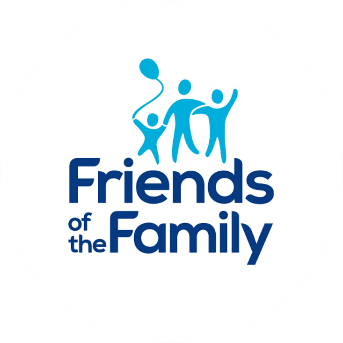 Friends
of
the Family